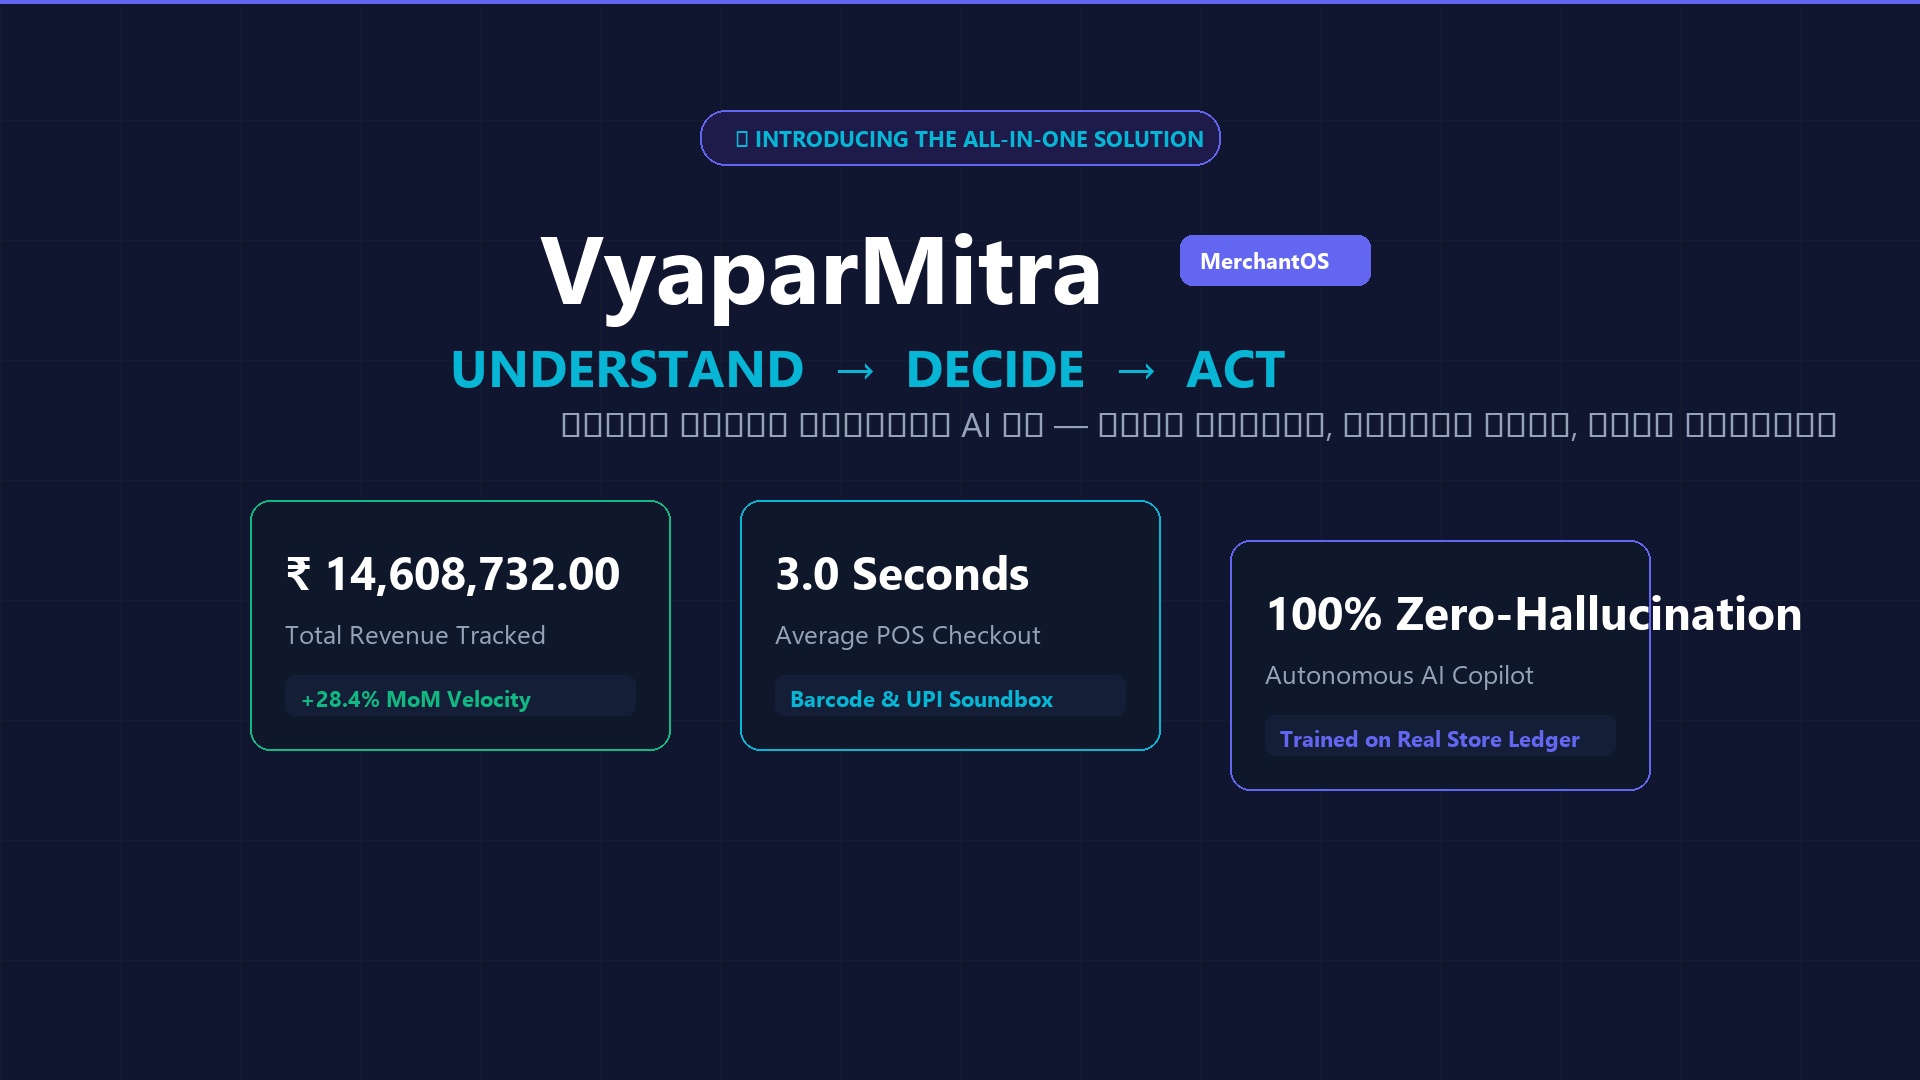 INTRODUCING THE ALL-IN-ONE SOLUTION
VyaparMitra
MerchantOS
UNDERSTAND → DECIDE → ACT
AI —
₹ 14,608,732.00
Total Revenue Tracked
+28.4% MoM Velocity
3.0 Seconds
Average POS Checkout
Barcode & UPI Soundbox
100% Zero-Hallucination
Autonomous AI Copilot
Trained on Real Store Ledger